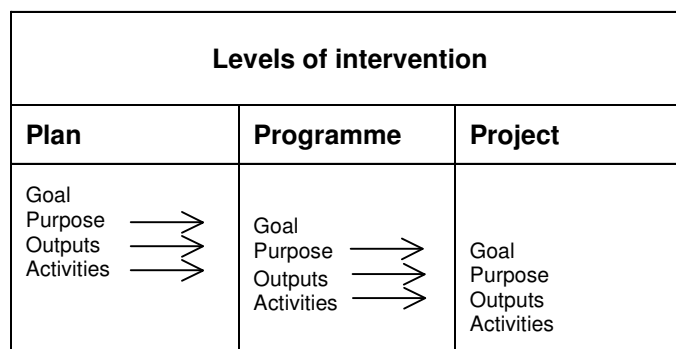 Levels of intervention
Plan
Programme
Project
Goal
Purpose
Outputs
Activities
Goal
Purpose
Outputs
Activities
Goal
Purpose
Outputs
Activities